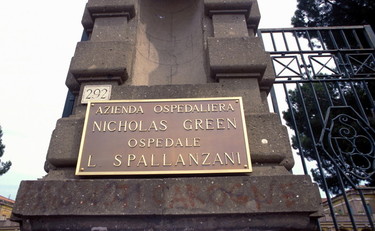 292
AZIENDA OSPEDALIERA
NICHOLAS GREEN
OSPEDALE
L. SPALLANZANI